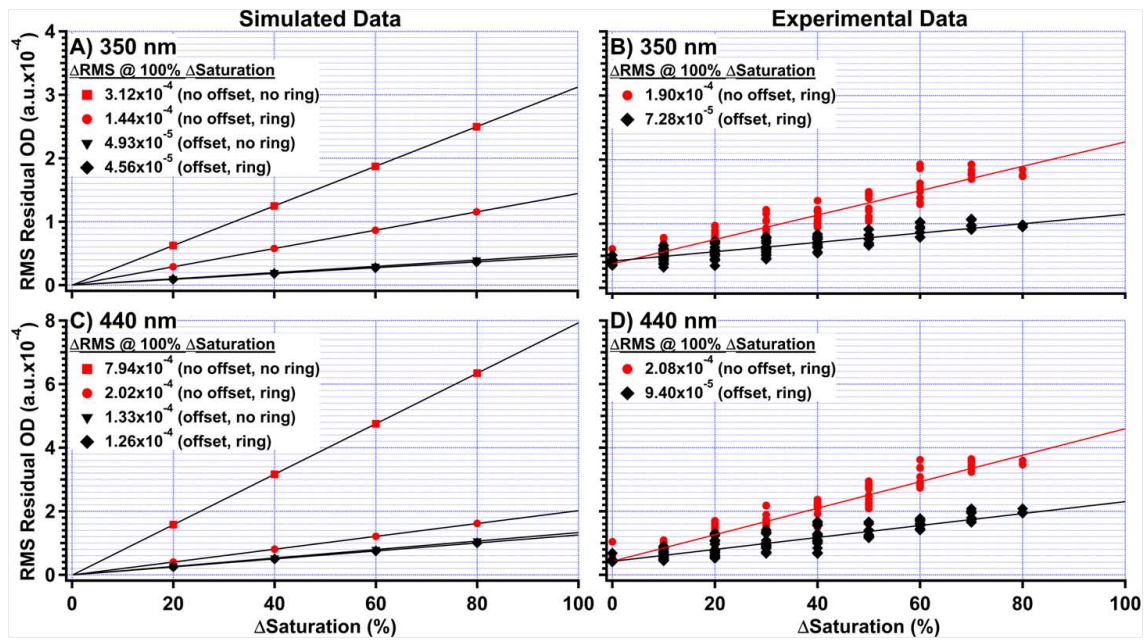 Simulated Data
Experimental Data
RMS Residual OD (a.u.x10⁻⁴)
4
3
2
1
0
A) 350 nm
ΔRMS @ 100% ΔSaturation
3.12x10⁻⁴ (no offset, no ring)
1.44x10⁻⁴ (no offset, ring)
4.93x10⁻⁵ (offset, no ring)
4.56x10⁻⁵ (offset, ring)
B) 350 nm
ΔRMS @ 100% ΔSaturation
1.90x10⁻⁴ (no offset, ring)
7.28x10⁻⁵ (offset, ring)
RMS Residual OD (a.u.x10⁻⁴)
8
6
4
2
0
C) 440 nm
ΔRMS @ 100% ΔSaturation
7.94x10⁻⁴ (no offset, no ring)
2.02x10⁻⁴ (no offset, ring)
1.33x10⁻⁴ (offset, no ring)
1.26x10⁻⁴ (offset, ring)
D) 440 nm
ΔRMS @ 100% ΔSaturation
2.08x10⁻⁴ (no offset, ring)
9.40x10⁻⁵ (offset, ring)
0 20 40 60 80 100
0 20 40 60 80 100
ΔSaturation (%)
ΔSaturation (%)